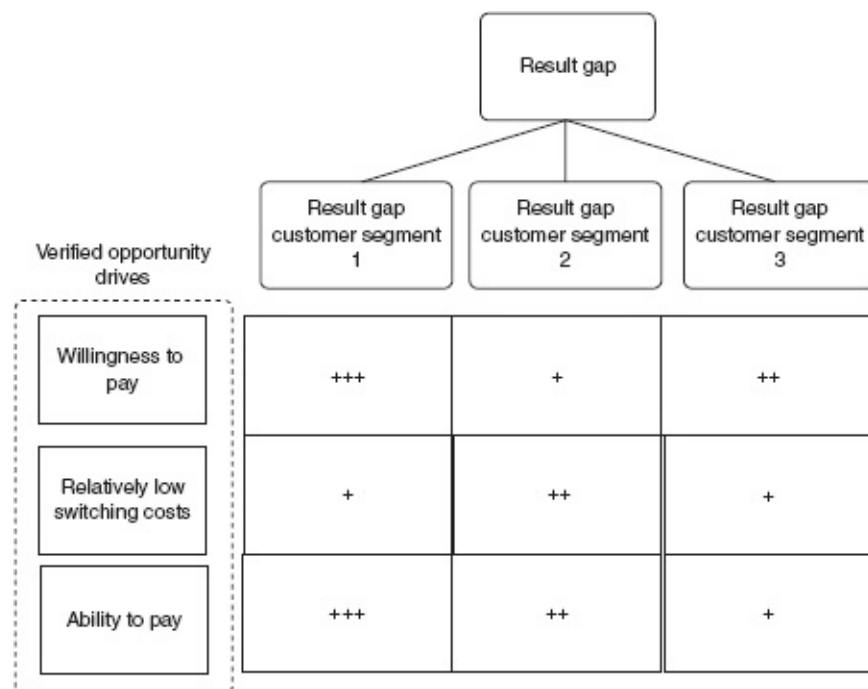 Result gap
Result gap
customer segment
1
Result gap
customer segment
2
Result gap
customer segment
3
Verified opportunity
drives
Willingness to
pay
+++
+
++
Relatively low
switching costs
+
++
+
Ability to pay
+++
++
+